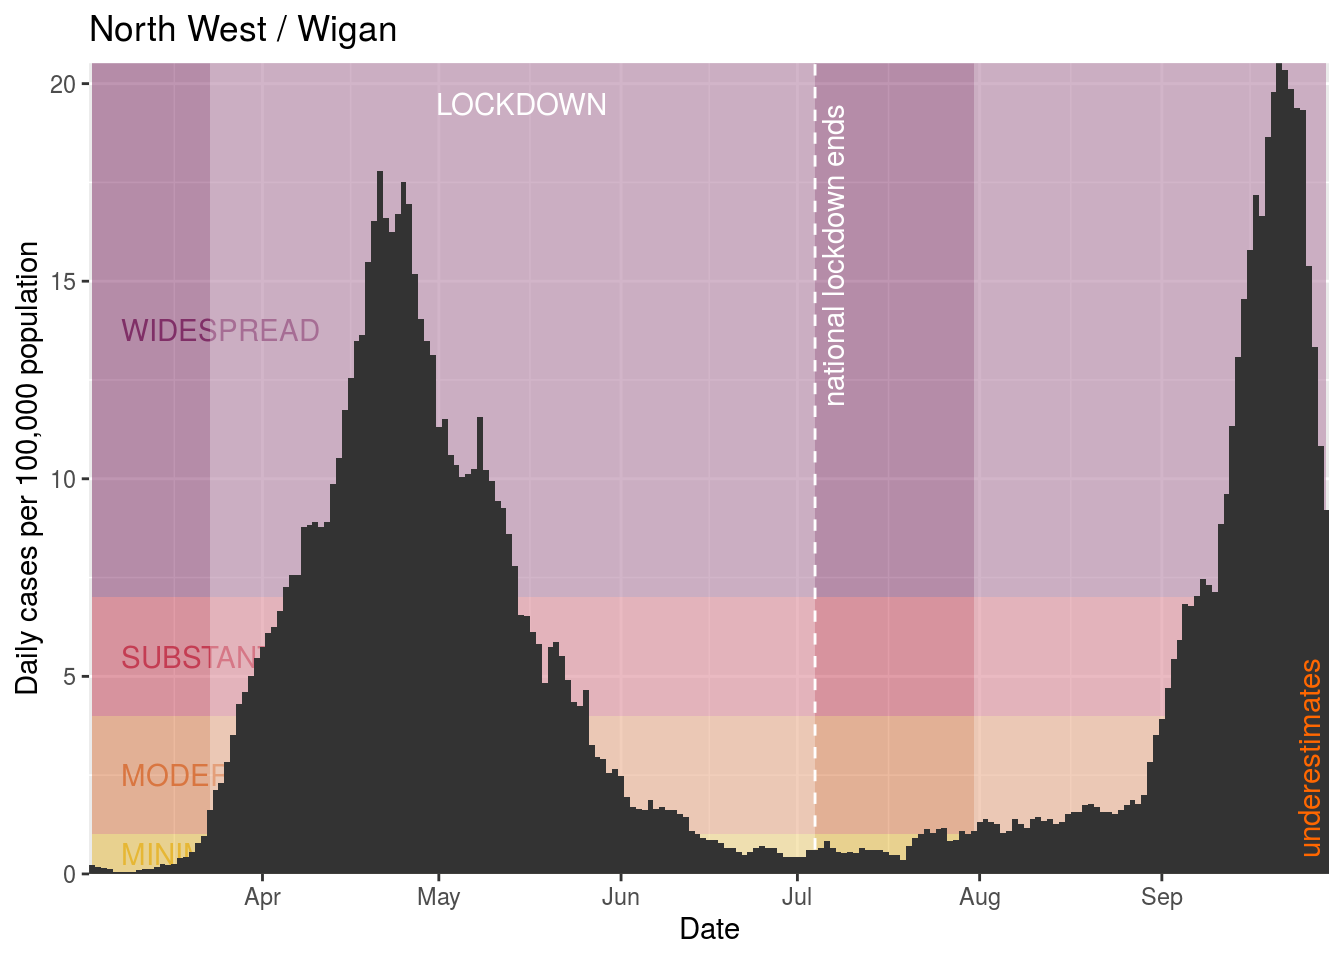 North West / Wigan
20
15
10
5
0
Daily cases per 100,000 population
LOCKDOWN
national lockdown ends
WIDESPREAD
SUBSTAN
MODER
MINIM
underestimates
Apr
May
Jun
Jul
Aug
Sep
Date